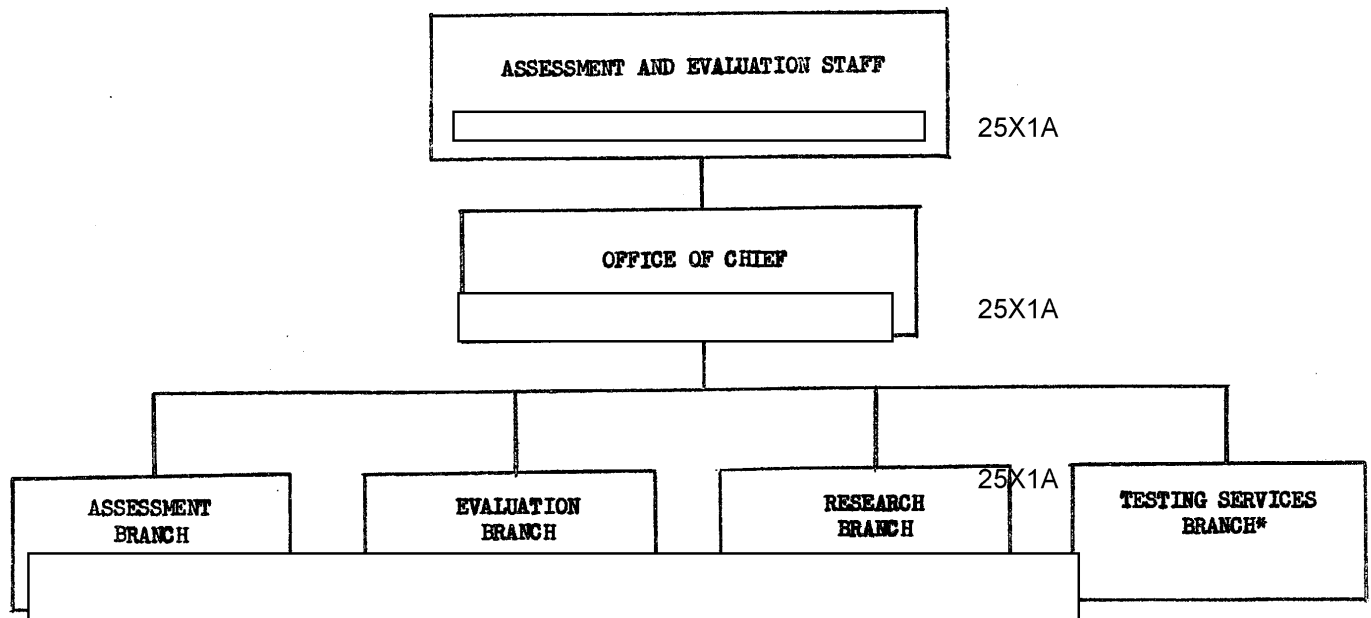 ASSESSMENT AND EVALUATION STAFF
25X1A
OFFICE OF CHIEF
25X1A
25X1A
ASSESSMENT
BRANCH
EVALUATION
BRANCH
RESEARCH
BRANCH
TESTING SERVICES
BRANCH*